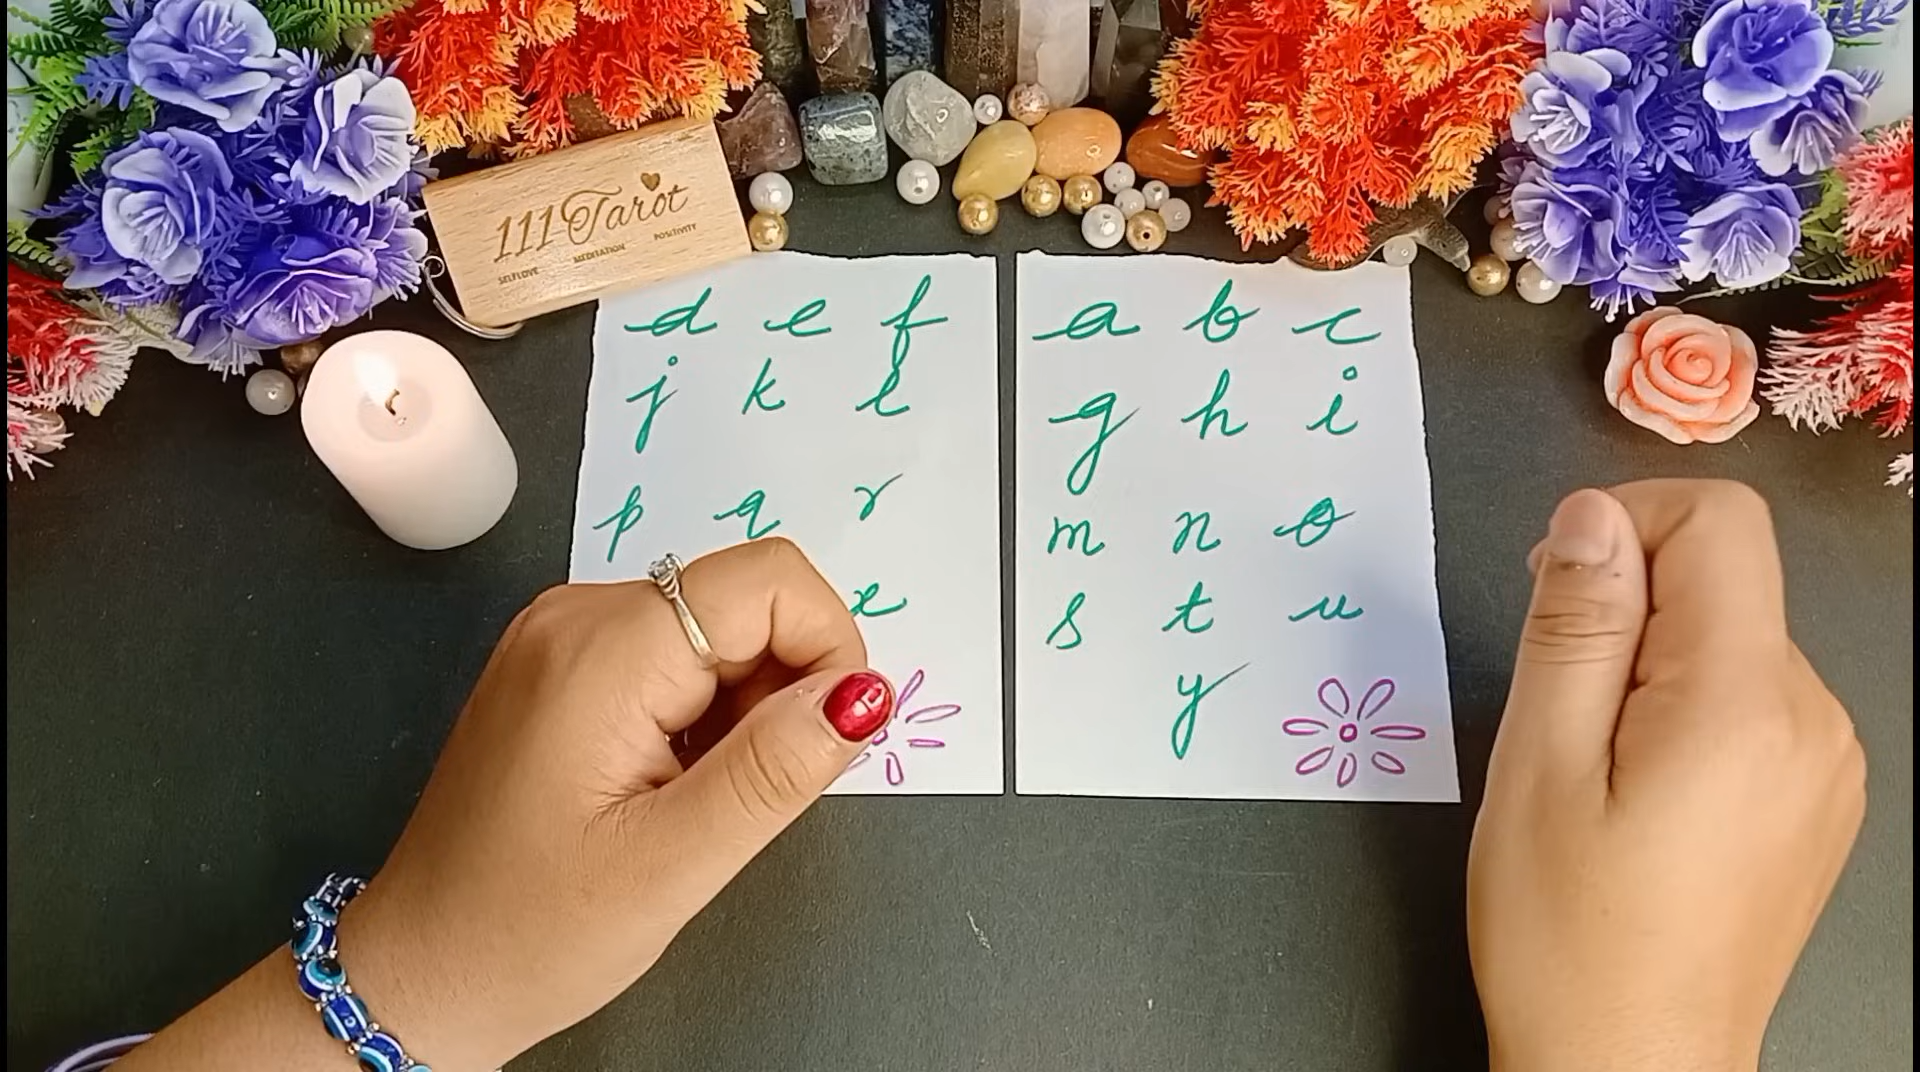 111 Tarot
SELFLOVE MEDITATION POSITIVITY
d e f
j k l
p q r
x
a b c
g h i
m n o
s t u
y